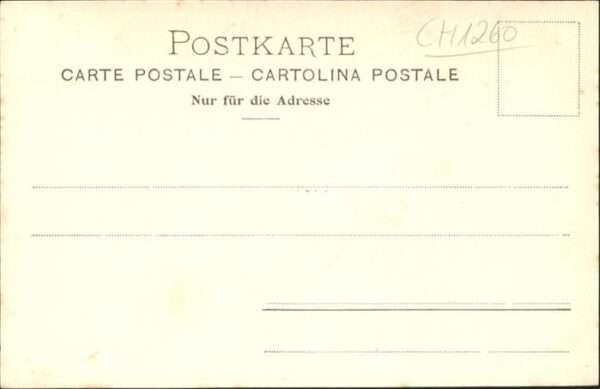 CH1260
POSTKARTE
CARTE POSTALE – CARTOLINA POSTALE
Nur für die Adresse